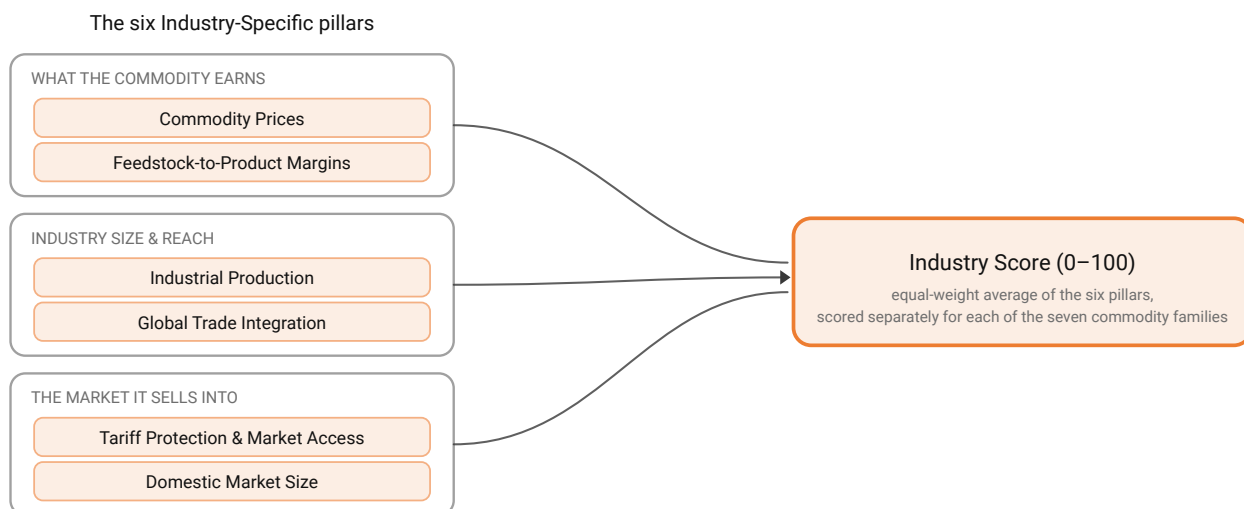 The six Industry-Specific pillars
WHAT THE COMMODITY EARNS
Commodity Prices
Feedstock-to-Product Margins
INDUSTRY SIZE & REACH
Industrial Production
Global Trade Integration
THE MARKET IT SELLS INTO
Tariff Protection & Market Access
Domestic Market Size
Industry Score (0–100)
equal-weight average of the six pillars,
scored separately for each of the seven commodity families